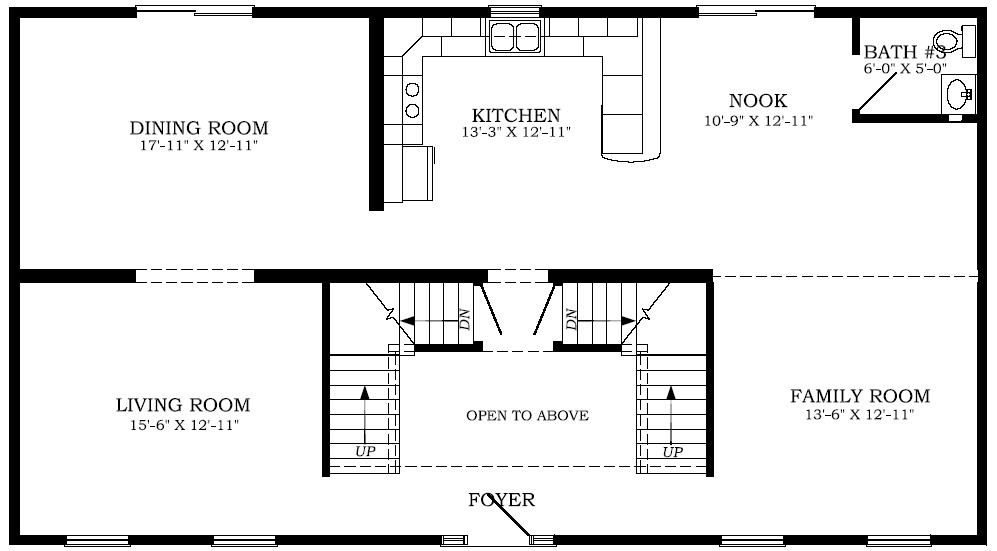 BATH #3
6'-0" X 5'-0"
NOOK
10'-9" X 12'-11"
KITCHEN
13'-3" X 12'-11"
DINING ROOM
17'-11" X 12'-11"
DN
DN
FAMILY ROOM
13'-6" X 12'-11"
LIVING ROOM
15'-6" X 12'-11"
OPEN TO ABOVE
UP
UP
FOYER